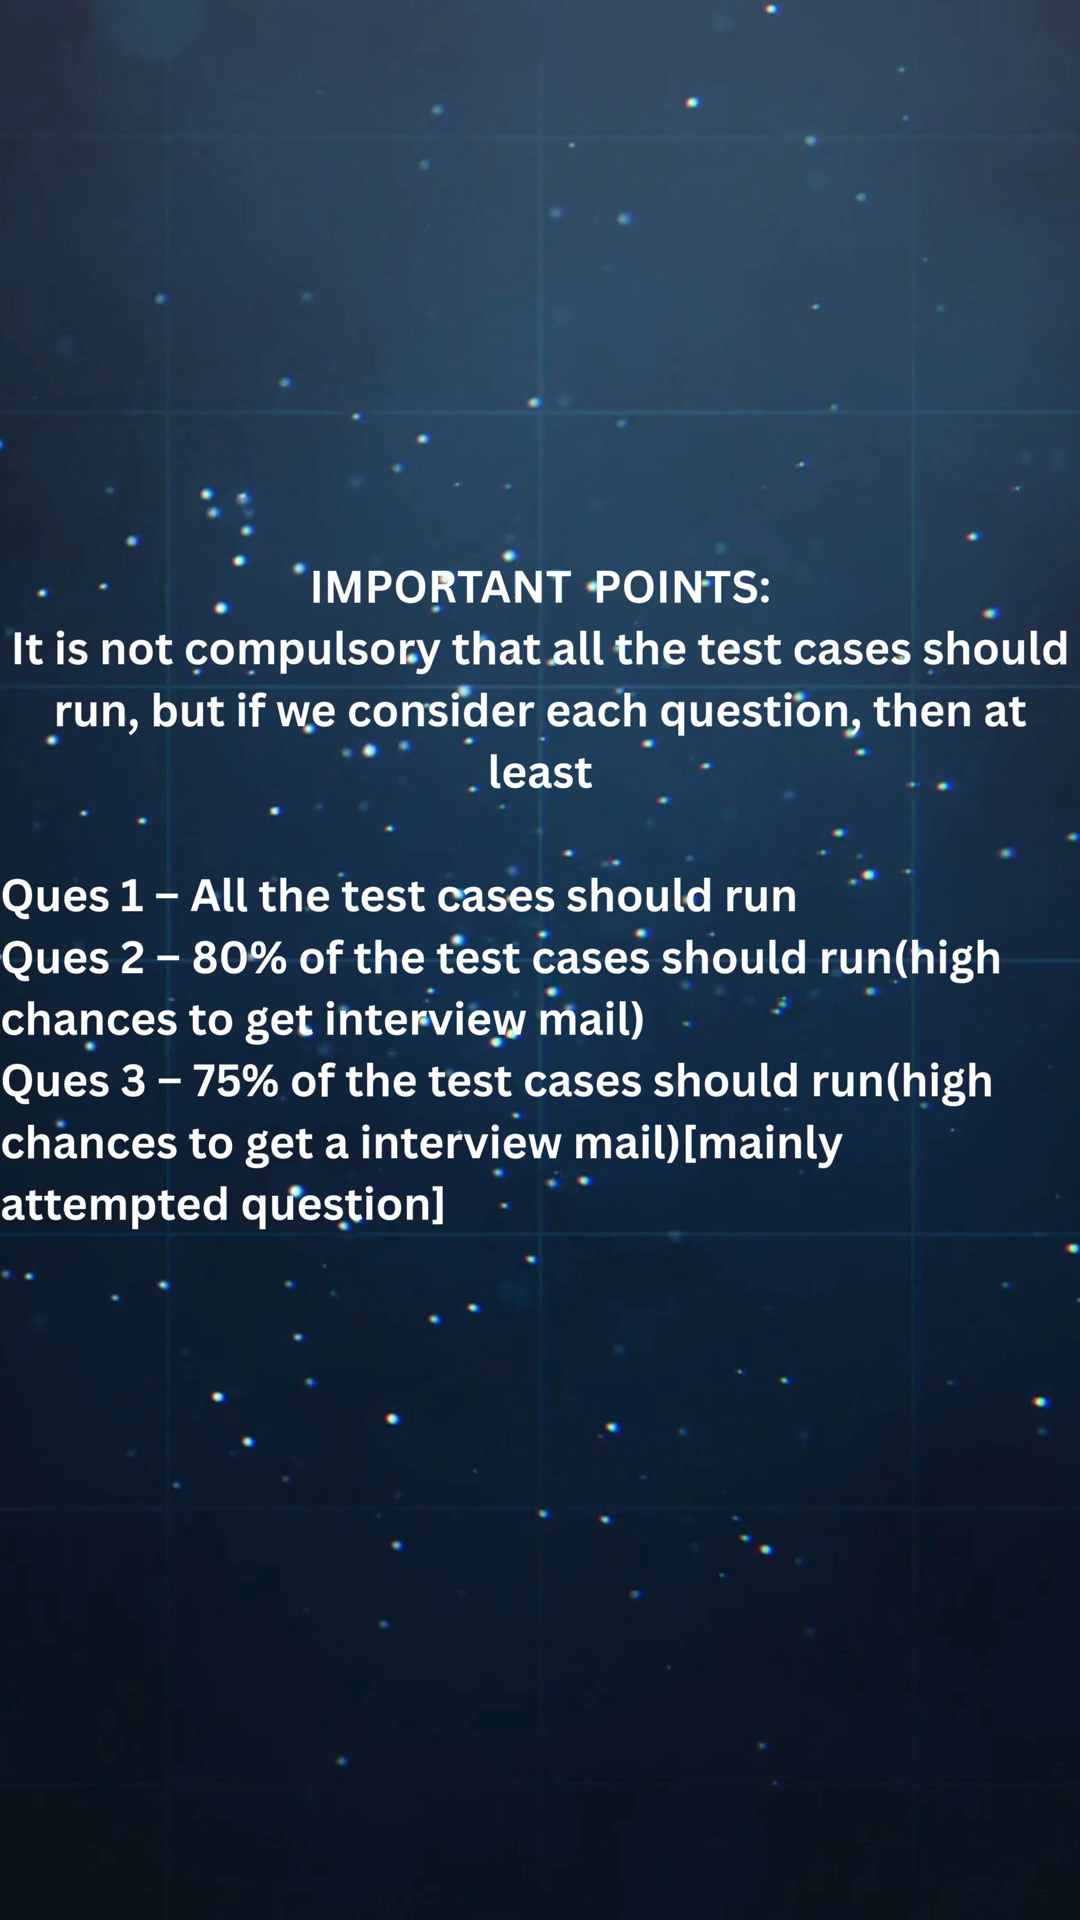 IMPORTANT POINTS:
It is not compulsory that all the test cases should
run, but if we consider each question, then at
least
Ques 1 – All the test cases should run
Ques 2 – 80% of the test cases should run(high
chances to get interview mail)
Ques 3 – 75% of the test cases should run(high
chances to get a interview mail)[mainly
attempted question]